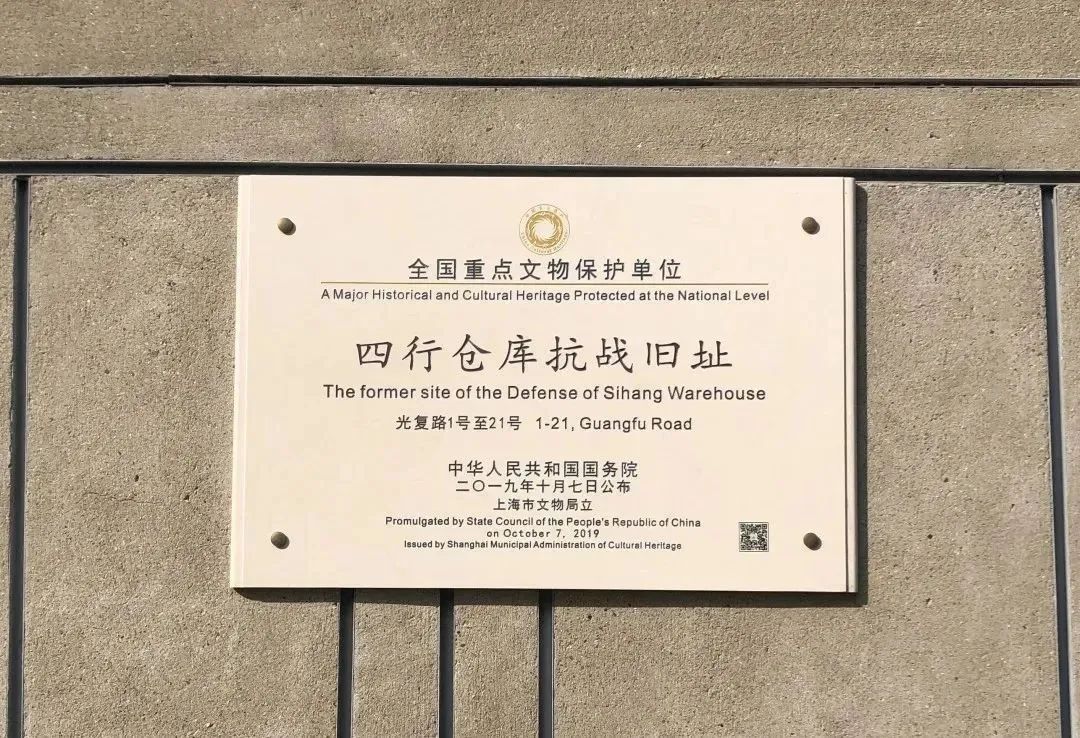 全国重点文物保护单位
A Major Historical and Cultural Heritage Protected at the National Level
四行仓库抗战旧址
The former site of the Defense of Sihang Warehouse
光复路1号至21号 1-21, Guangfu Road
中华人民共和国国务院
二〇一九年十月七日公布
上海市文物局立
Promulgated by State Council of the People's Republic of China
on October 7, 2019
Issued by Shanghai Municipal Administration of Cultural Heritage